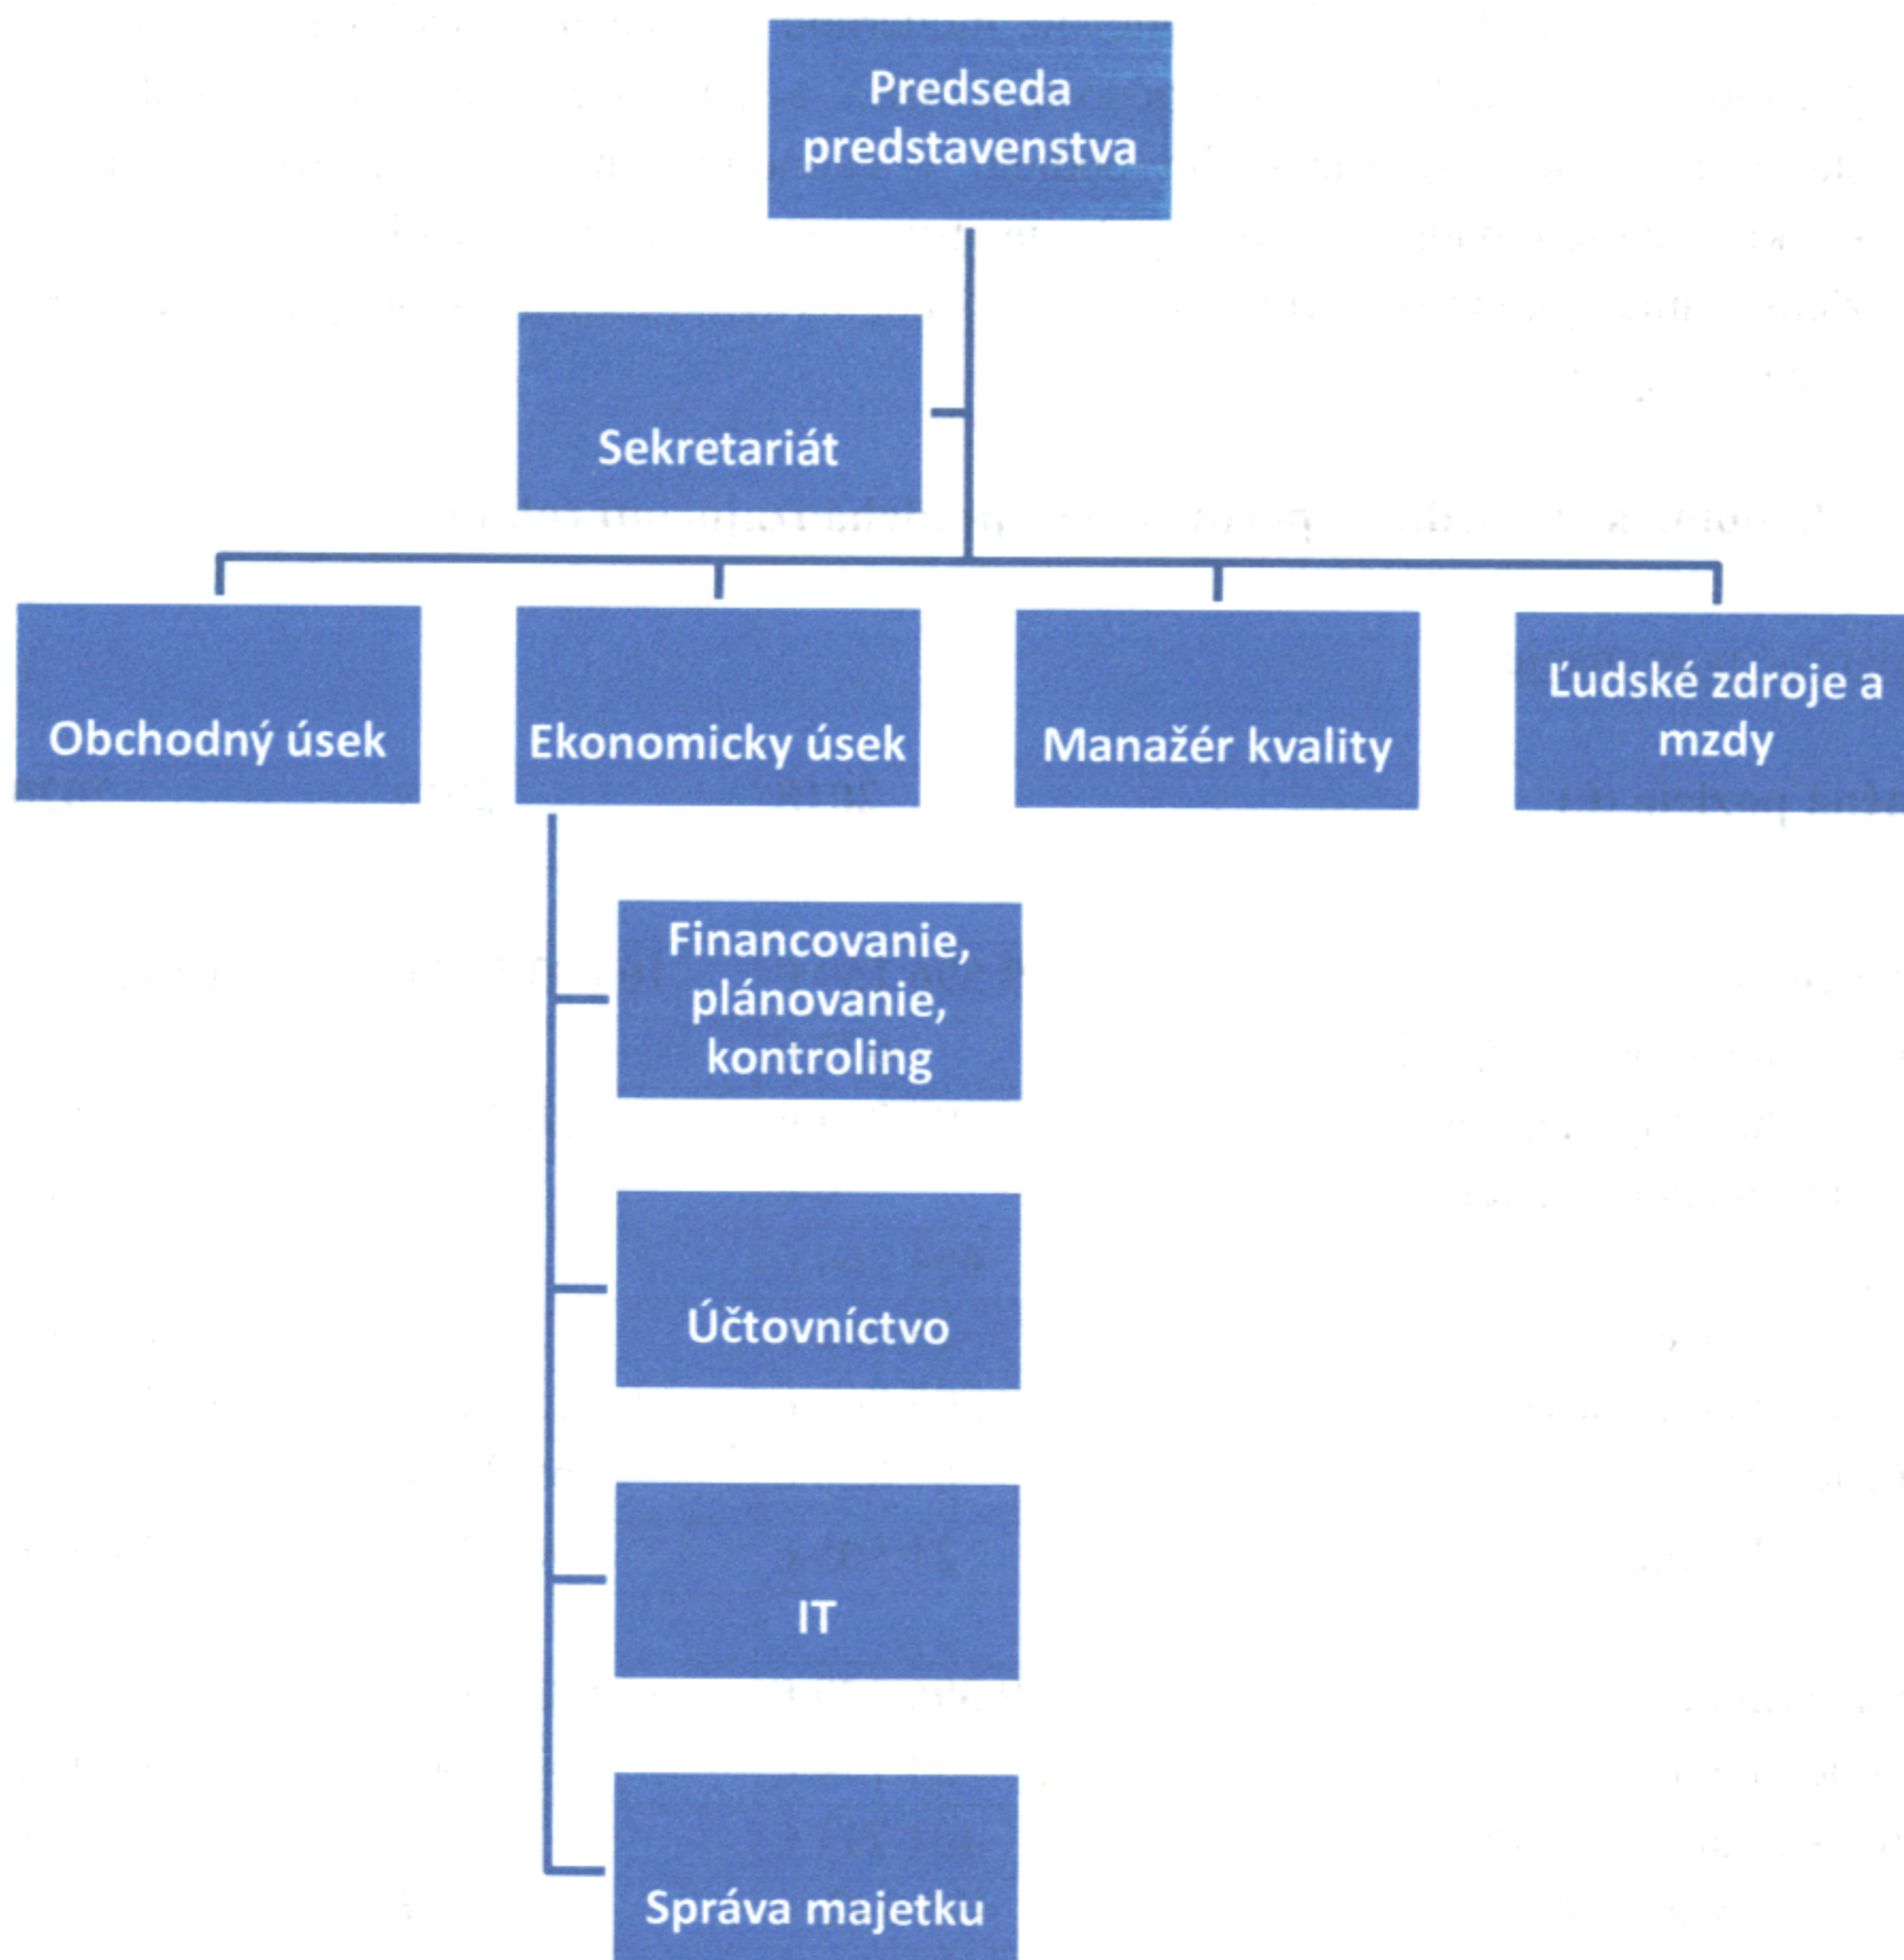 Predseda
predstavenstva
Sekretariát
Obchodný úsek
Ekonomicky úsek
Manažér kvality
Ľudské zdroje a
mzdy
Financovanie,
plánovanie,
kontroling
Účtovníctvo
IT
Správa majetku